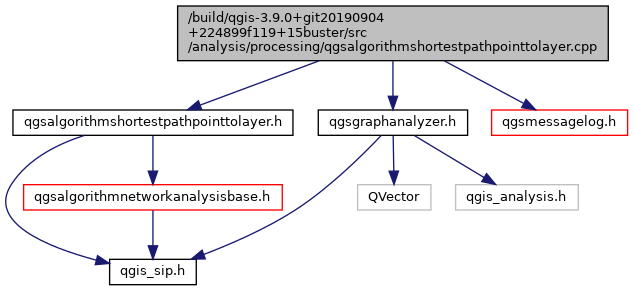 /build/qgis-3.9.0+git20190904
+224899f119+15buster/src
/analysis/processing/qgsalgorithmshortestpathpointtolayer.cpp
qgsalgorithmshortestpathpointtolayer.h
qgsgraphanalyzer.h
qgsmessagelog.h
qgsalgorithmnetworkanalysisbase.h
QVector
qgis_analysis.h
qgis_sip.h